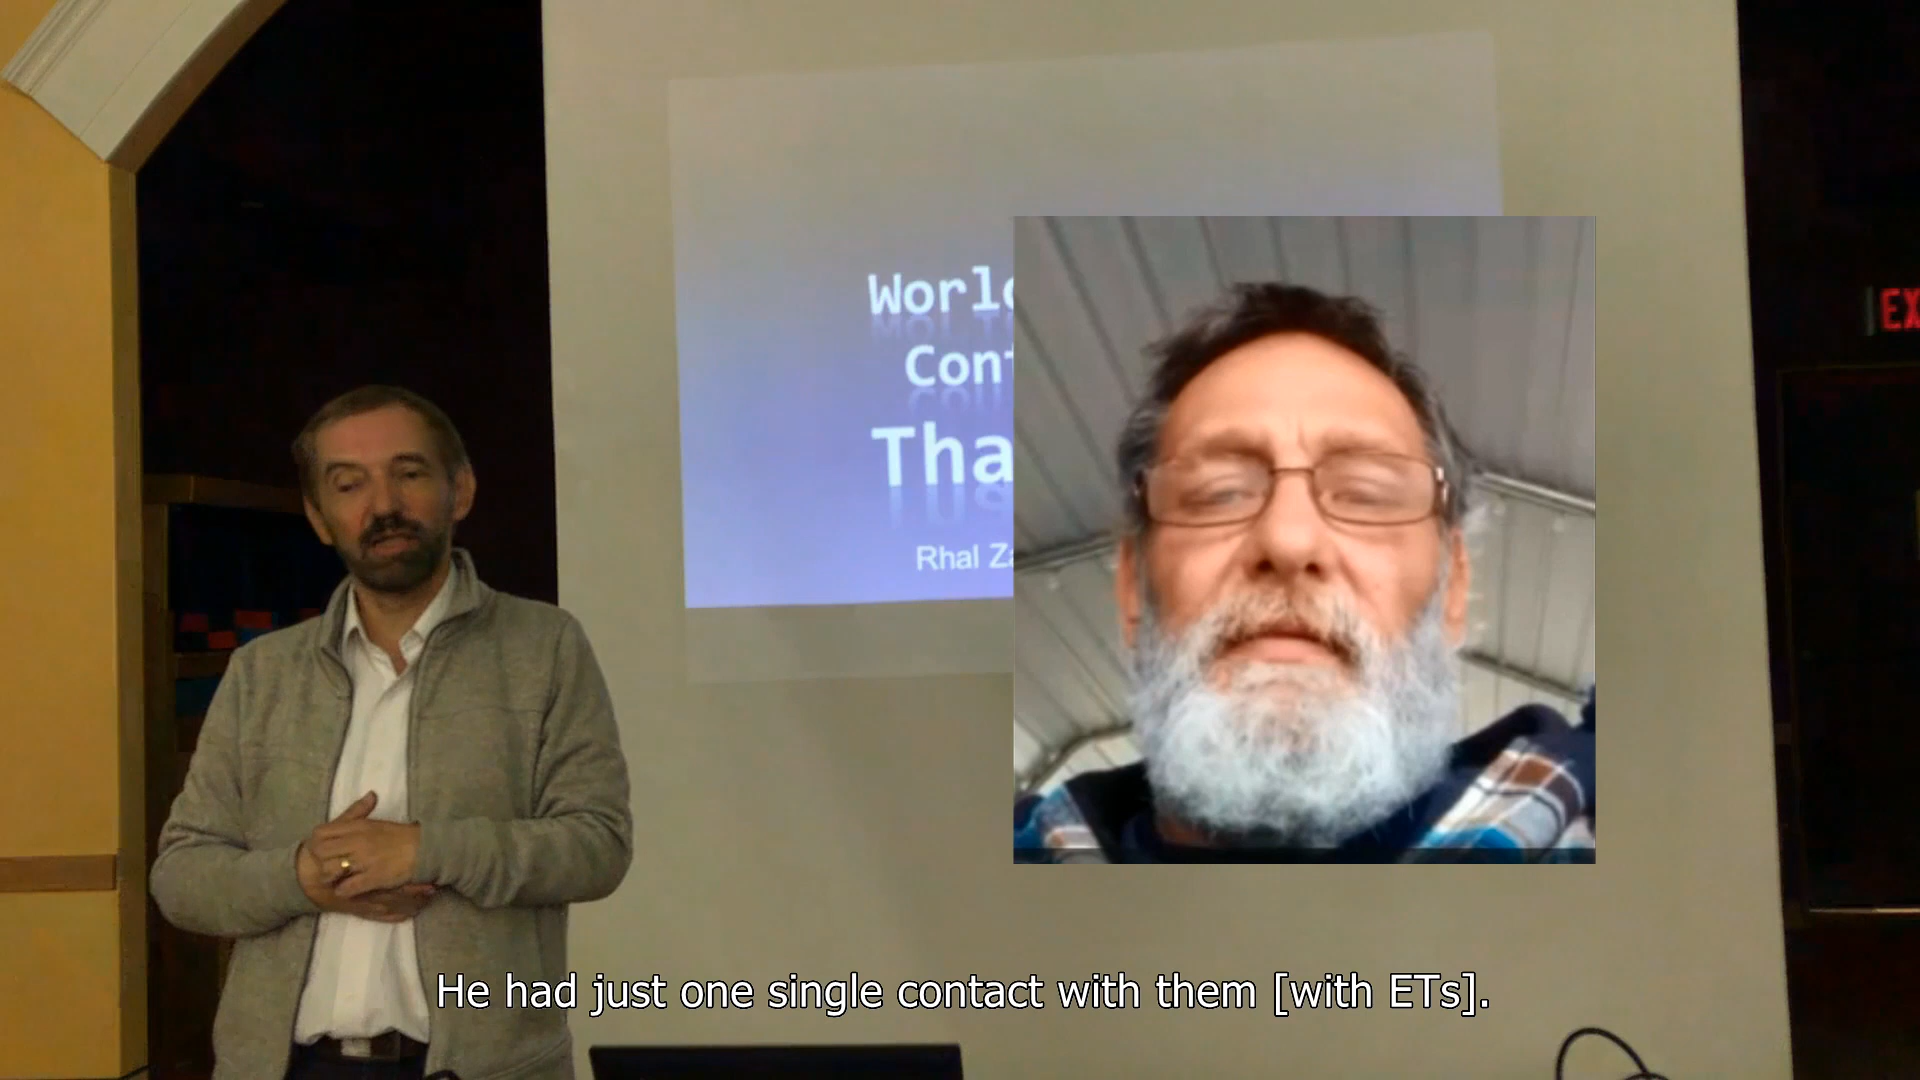 Worl
Con
Tha
Rhal Z
EX
He had just one single contact with them [with ETs].